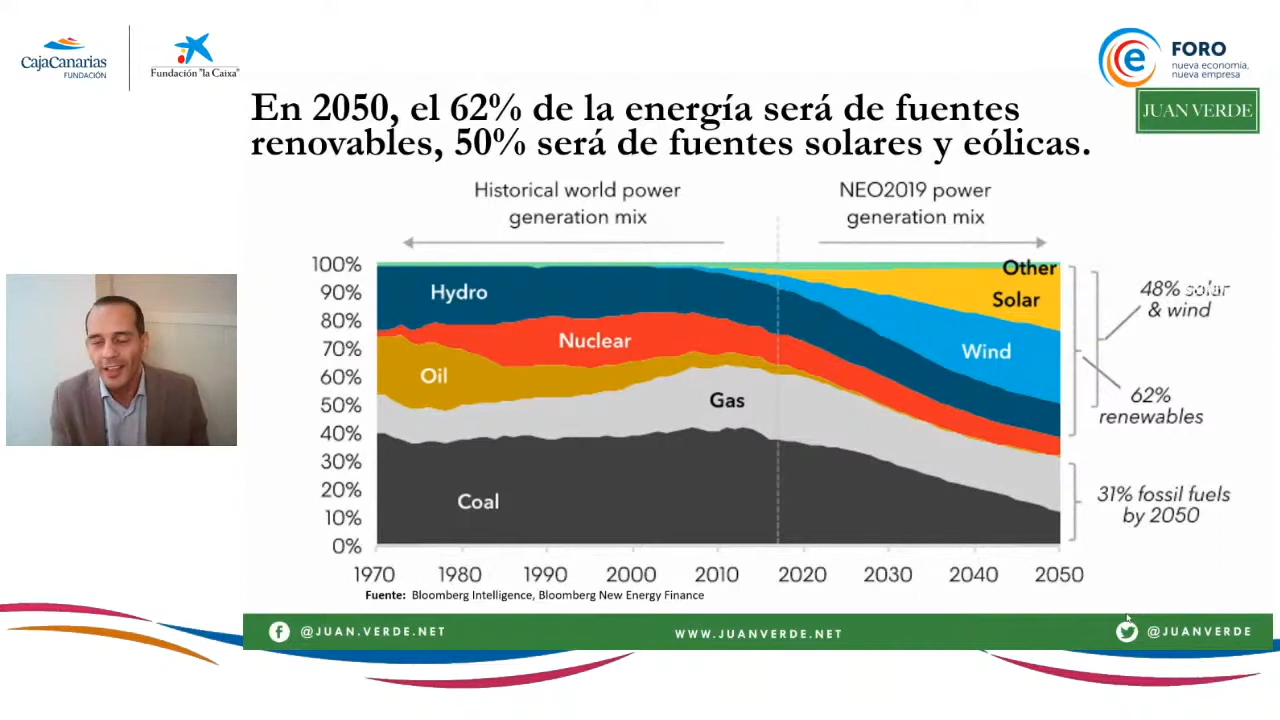 CajaCanarias
FUNDACIÓN
Fundación "la Caixa"
e
FORO
nueva economía,
nueva empresa
JUAN VERDE
En 2050, el 62% de la energía será de fuentes
renovables, 50% será de fuentes solares y eólicas.
Historical world power
generation mix
NEO2019 power
generation mix
100%
90%
80%
70%
60%
50%
40%
30%
20%
10%
0%
Hydro
Nuclear
Oil
Gas
Coal
Other
Solar
Wind
48% solar
& wind
62%
renewables
31% fossil fuels
by 2050
1970
1980
1990
2000
2010
2020
2030
2040
2050
Fuente: Bloomberg Intelligence, Bloomberg New Energy Finance
@JUAN.VERDE.NET
WWW.JUANVERDE.NET
@JUANVERDE